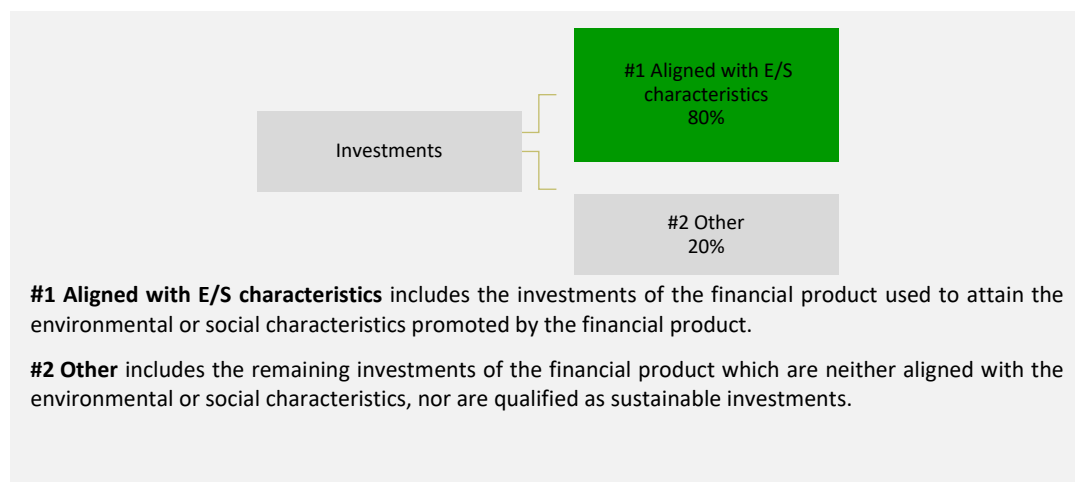 #1 Aligned with E/S
characteristics
80%
Investments
#2 Other
20%
#1 Aligned with E/S characteristics includes the investments of the financial product used to attain the
environmental or social characteristics promoted by the financial product.
#2 Other includes the remaining investments of the financial product which are neither aligned with the
environmental or social characteristics, nor are qualified as sustainable investments.